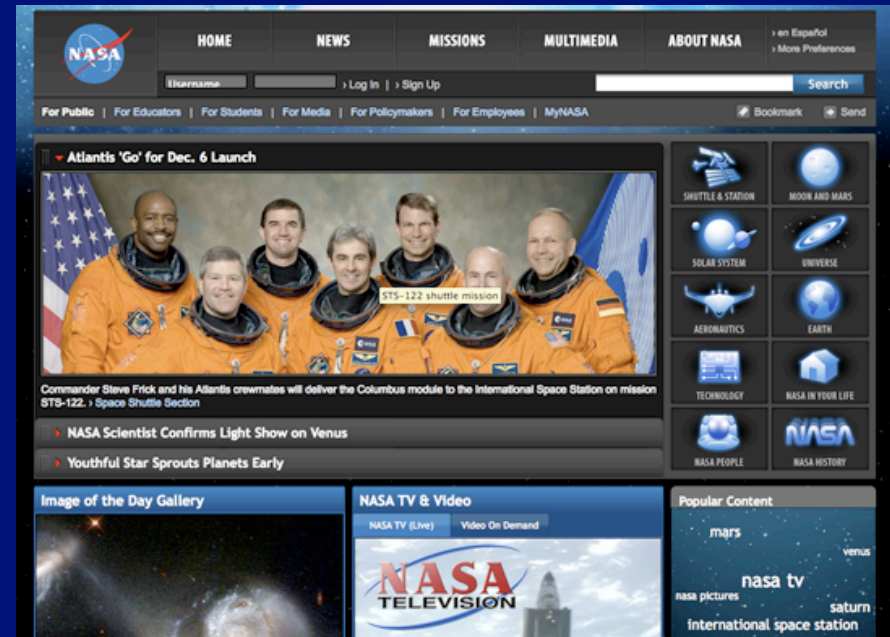 NASA
HOME
NEWS
MISSIONS
MULTIMEDIA
ABOUT NASA
› en Español
› More Preferences
Username
› Log In | › Sign Up
Search
For Public | For Educators | For Students | For Media | For Policymakers | For Employees | MyNASA
Bookmark
Send
Atlantis 'Go' for Dec. 6 Launch
STS-122 shuttle mission
Commander Steve Frick and his Atlantis crewmates will deliver the Columbus module to the International Space Station on mission
STS-122. › Space Shuttle Section
NASA Scientist Confirms Light Show on Venus
Youthful Star Sprouts Planets Early
SHUTTLE & STATION
MOON AND MARS
SOLAR SYSTEM
UNIVERSE
AERONAUTICS
EARTH
TECHNOLOGY
NASA IN YOUR LIFE
NASA PEOPLE
NASA
NASA HISTORY
Image of the Day Gallery
NASA TV & Video
NASA TV (Live)
Video On Demand
NASA
TELEVISION
Popular Content
mars
venus
nasa tv
nasa pictures
saturn
international space station